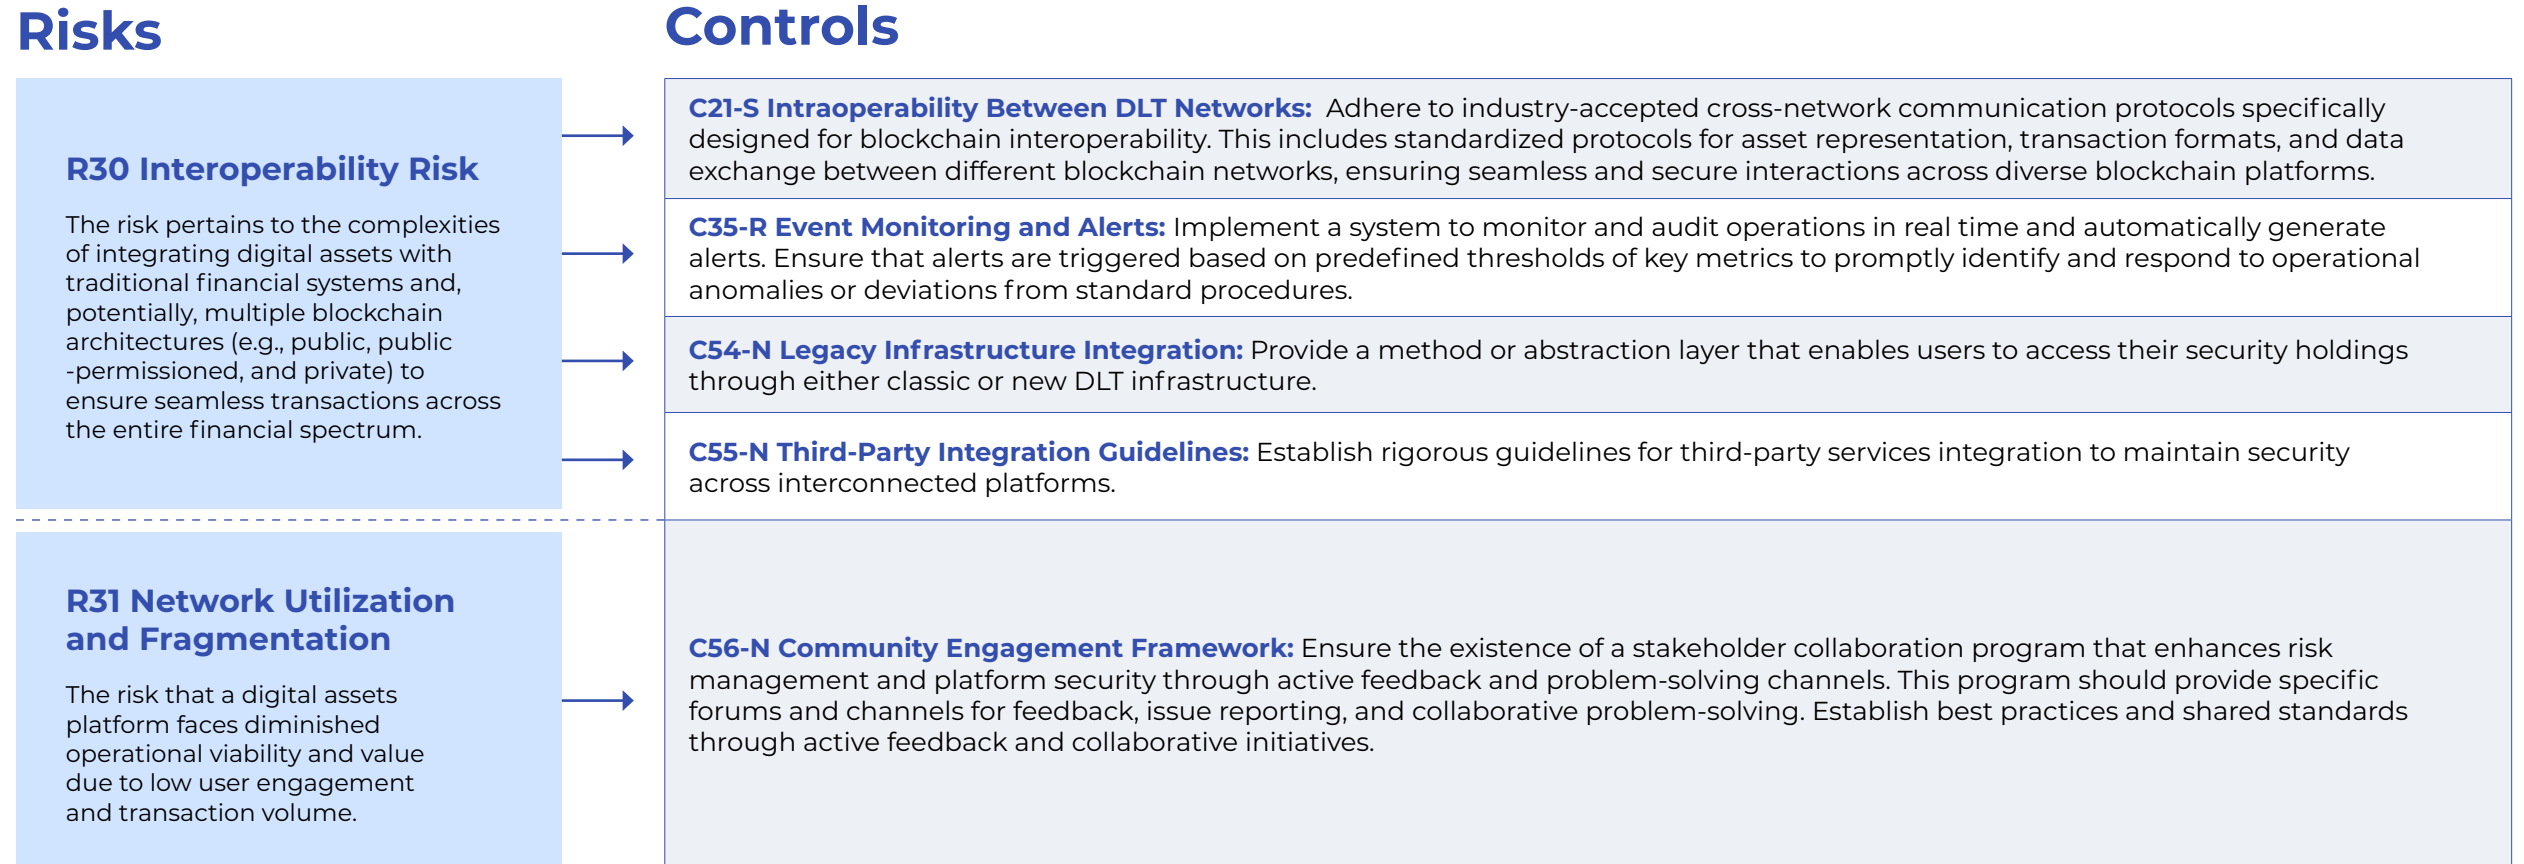 Risks
Controls
R30 Interoperability Risk
The risk pertains to the complexities
of integrating digital assets with
traditional financial systems and,
potentially, multiple blockchain
architectures (e.g., public, public
-permissioned, and private) to
ensure seamless transactions across
the entire financial spectrum.
C21-S Intraoperability Between DLT Networks: Adhere to industry-accepted cross-network communication protocols specifically
designed for blockchain interoperability. This includes standardized protocols for asset representation, transaction formats, and data
exchange between different blockchain networks, ensuring seamless and secure interactions across diverse blockchain platforms.
C35-R Event Monitoring and Alerts: Implement a system to monitor and audit operations in real time and automatically generate
alerts. Ensure that alerts are triggered based on predefined thresholds of key metrics to promptly identify and respond to operational
anomalies or deviations from standard procedures.
C54-N Legacy Infrastructure Integration: Provide a method or abstraction layer that enables users to access their security holdings
through either classic or new DLT infrastructure.
C55-N Third-Party Integration Guidelines: Establish rigorous guidelines for third-party services integration to maintain security
across interconnected platforms.
R31 Network Utilization
and Fragmentation
The risk that a digital assets
platform faces diminished
operational viability and value
due to low user engagement
and transaction volume.
C56-N Community Engagement Framework: Ensure the existence of a stakeholder collaboration program that enhances risk
management and platform security through active feedback and problem-solving channels. This program should provide specific
forums and channels for feedback, issue reporting, and collaborative problem-solving. Establish best practices and shared standards
through active feedback and collaborative initiatives.